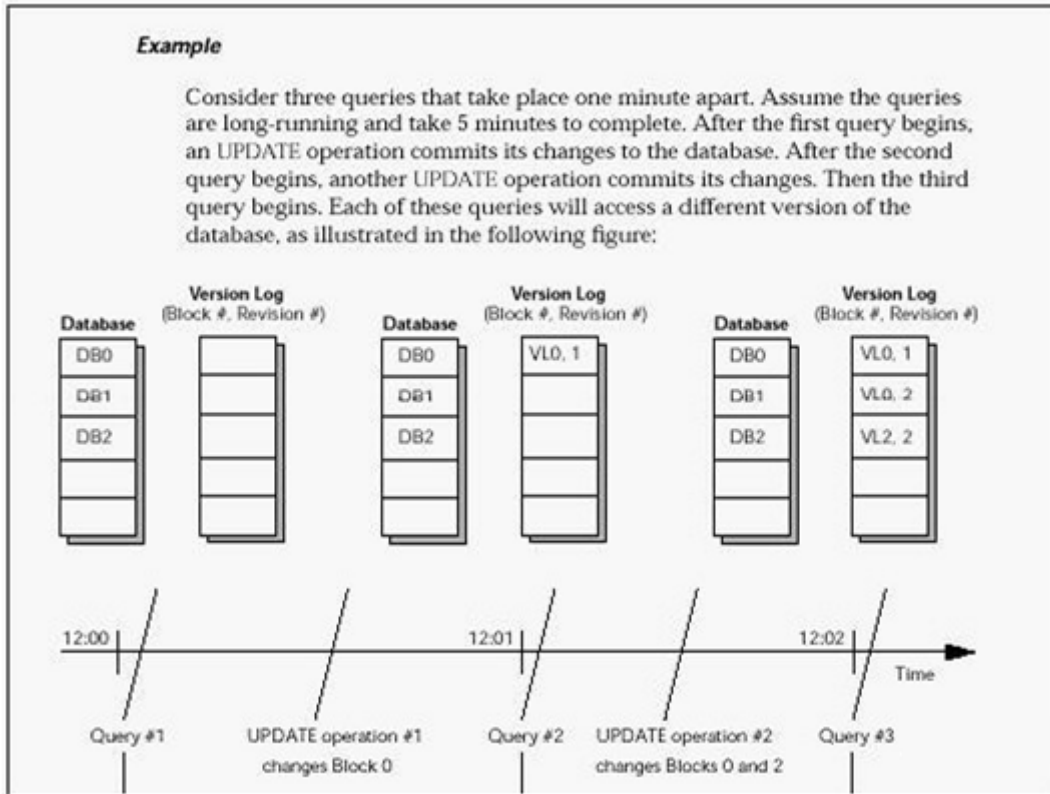 Example
Consider three queries that take place one minute apart. Assume the queries
are long-running and take 5 minutes to complete. After the first query begins,
an UPDATE operation commits its changes to the database. After the second
query begins, another UPDATE operation commits its changes. Then the third
query begins. Each of these queries will access a different version of the
database, as illustrated in the following figure:
Database
Version Log
(Block #, Revision #)
DB0
DB1
DB2
Database
Version Log
(Block #, Revision #)
DB0
VL0, 1
DB1
DB2
Database
Version Log
(Block #, Revision #)
DB0
VL0, 1
DB1
VL0, 2
DB2
VL2, 2
12:00
12:01
12:02
Time
Query #1
UPDATE operation #1
changes Block 0
Query #2
UPDATE operation #2
changes Blocks 0 and 2
Query #3